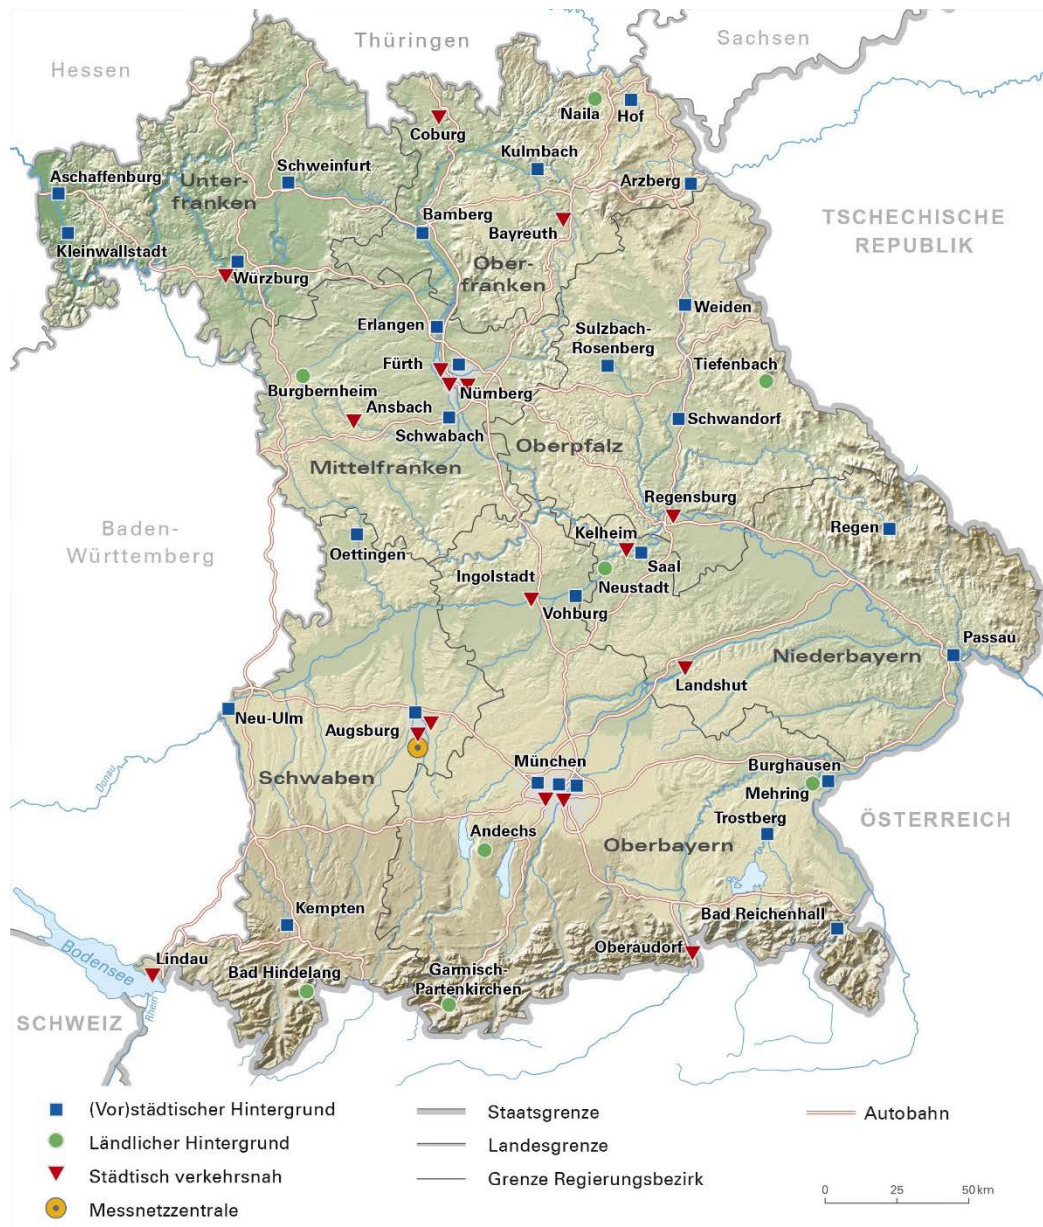 Thüringen
Sachsen
Hessen
Naila
Hof
Coburg
Kulmbach
Schweinfurt
Arzberg
Aschaffenburg
Unter-
franken
Bamberg
Bayreuth
TSCHECHISCHE
REPUBLIK
Kleinwallstadt
Ober-
franken
Würzburg
Weiden
Erlangen
Sulzbach-
Rosenberg
Fürth
Tiefenbach
Burgbernheim
Nürnberg
Ansbach
Schwabach
Schwandorf
Oberpfalz
Mittelfranken
Regensburg
Baden-
Württemberg
Regen
Kelheim
Oettingen
Saal
Ingolstadt
Neustadt
Vohburg
Passau
Niederbayern
Landshut
Neu-Ulm
Augsburg
Donau
Schwaben
München
Burghausen
Mehring
Trostberg
ÖSTERREICH
Andechs
Oberbayern
Kempten
Bad Reichenhall
Bodensee
Lindau
Oberaudorf
Bad Hindelang
Garmisch-
Partenkirchen
SCHWEIZ
Rhein
(Vor)städtischer Hintergrund
Ländlicher Hintergrund
Städtisch verkehrsnah
Messnetzzentrale
Staatsgrenze
Landesgrenze
Grenze Regierungsbezirk
Autobahn
0 25 50 km